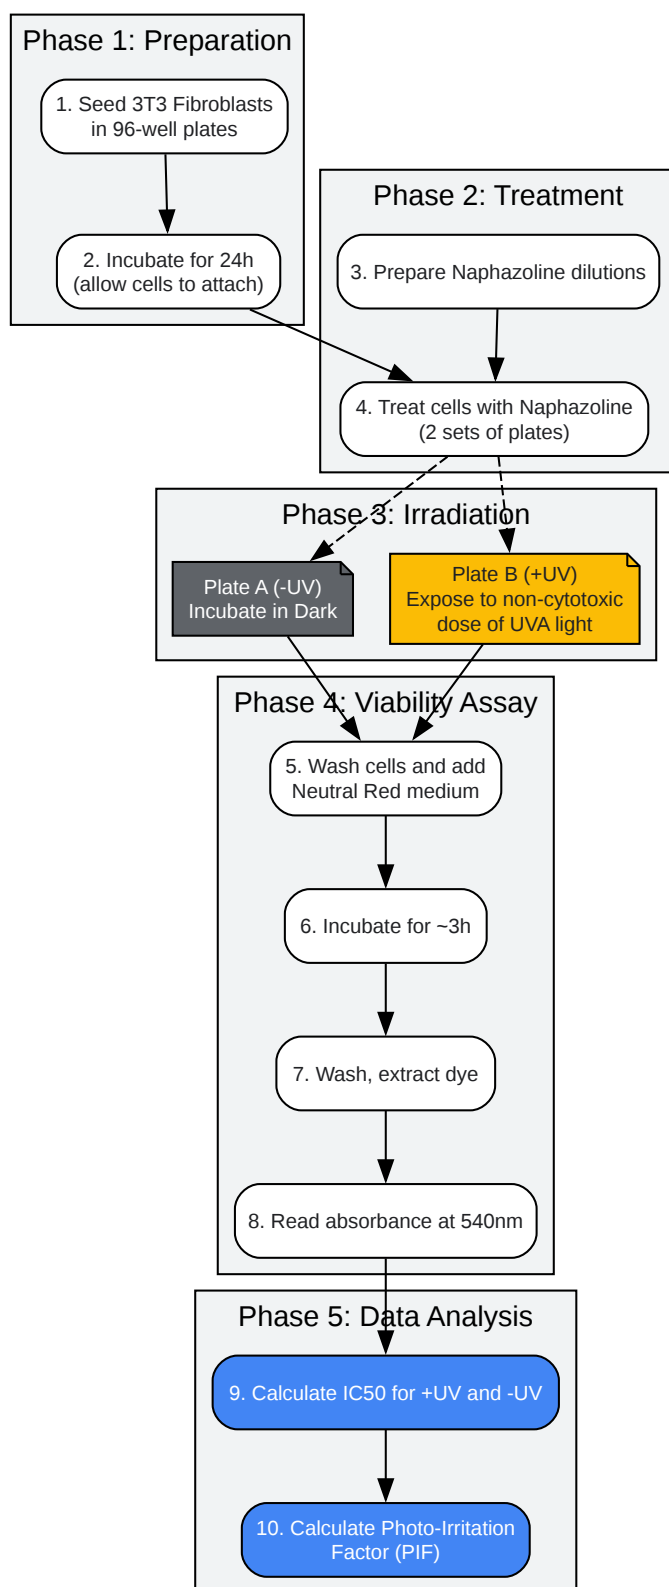 Phase 1: Preparation
1. Seed 3T3 Fibroblasts
in 96-well plates
2. Incubate for 24h
(allow cells to attach)
Phase 2: Treatment
3. Prepare Naphazoline dilutions
4. Treat cells with Naphazoline
(2 sets of plates)
Phase 3: Irradiation
Plate A (-UV)
Incubate in Dark
Plate B (+UV)
Expose to non-cytotoxic
dose of UVA light
Phase 4: Viability Assay
5. Wash cells and add
Neutral Red medium
6. Incubate for ~3h
7. Wash, extract dye
8. Read absorbance at 540nm
Phase 5: Data Analysis
9. Calculate IC50 for +UV and -UV
10. Calculate Photo-Irritation
Factor (PIF)